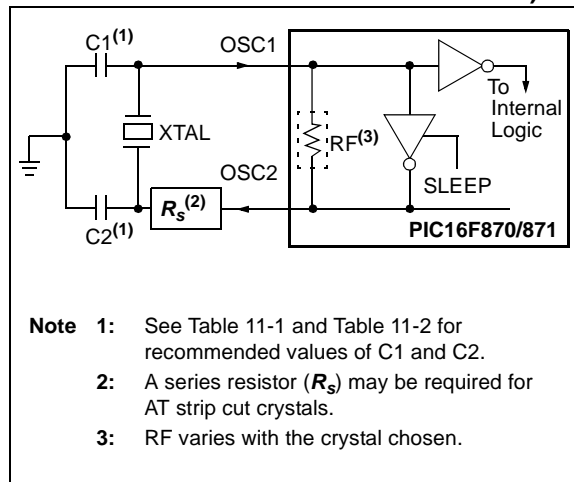 C1(1)
OSC1
To
Internal
Logic
XTAL
RF(3)
OSC2
SLEEP
Rs(2)
C2(1)
PIC16F870/871
Note 1: See Table 11-1 and Table 11-2 for
recommended values of C1 and C2.
2: A series resistor (Rs) may be required for
AT strip cut crystals.
3: RF varies with the crystal chosen.